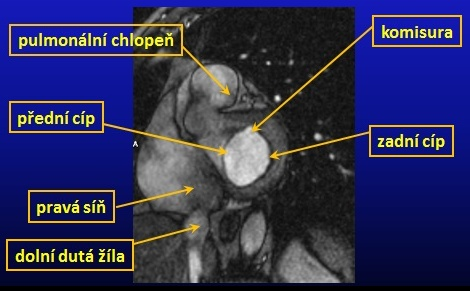 pulmonální chlopeň
komisura
přední cíp
zadní cíp
A
pravá síň
dolní dutá žíla